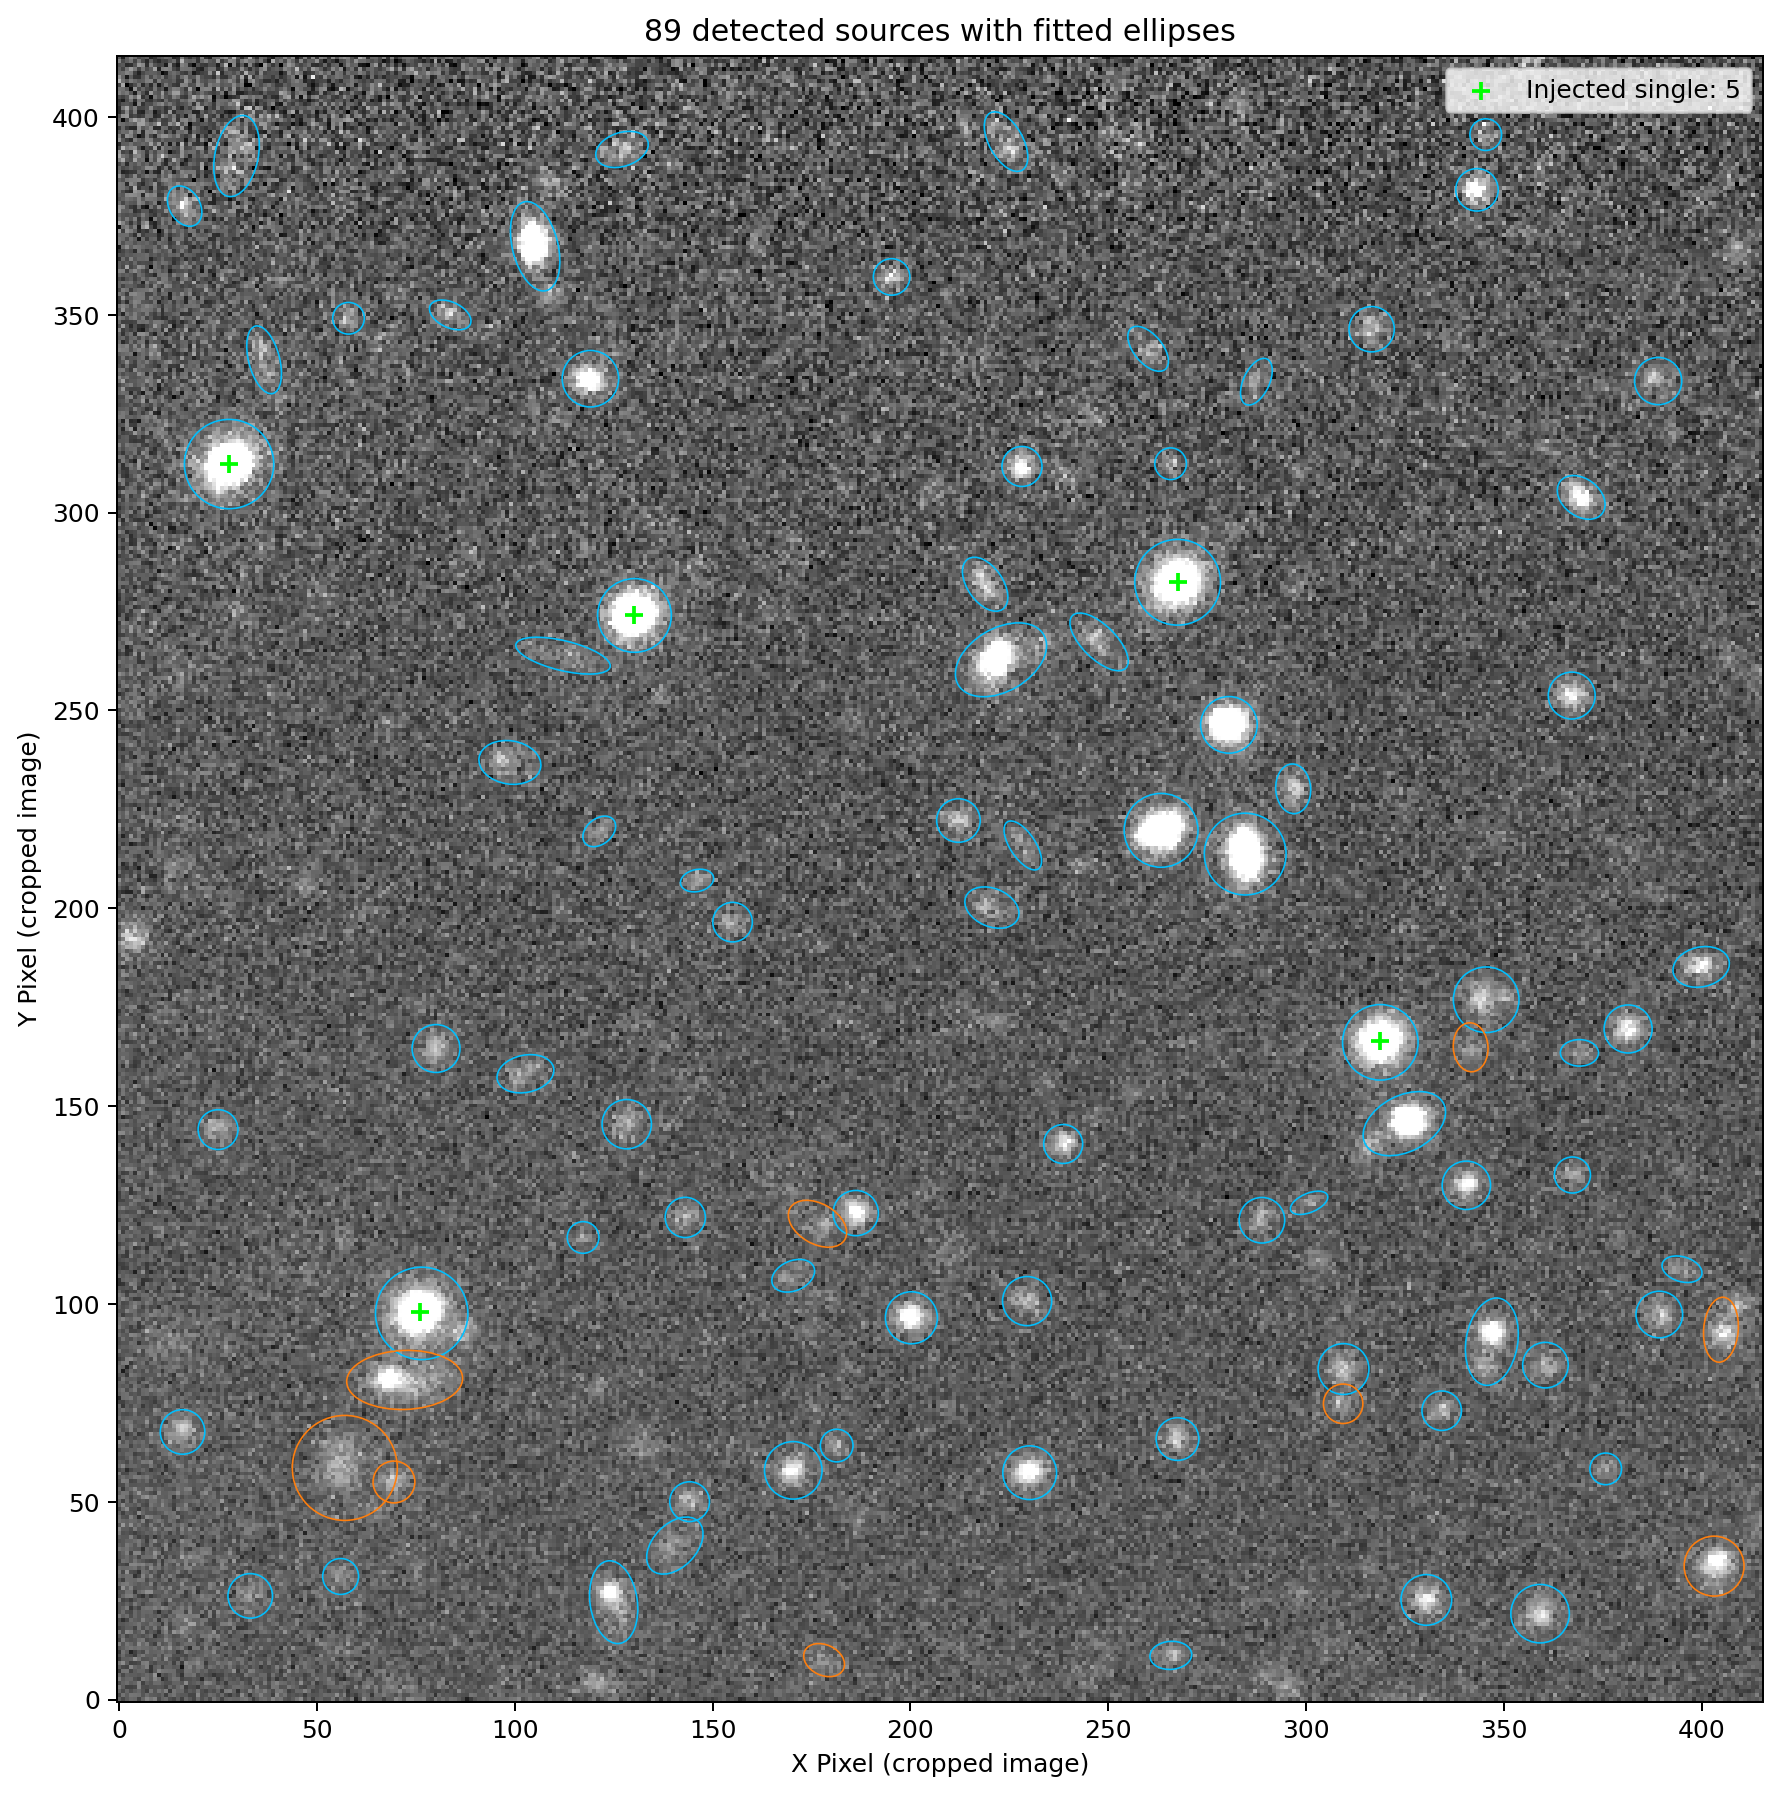 89 detected sources with fitted ellipses
Injected single: 5
400
350
300
250
200
150
100
50
0
Y Pixel (cropped image)
0 50 100 150 200 250 300 350 400
X Pixel (cropped image)